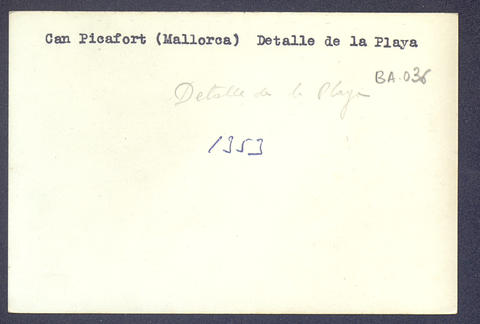 Can Picafort (Mallorca) Detalle de la Playa
BA-036
Detalle de la Playa
1353